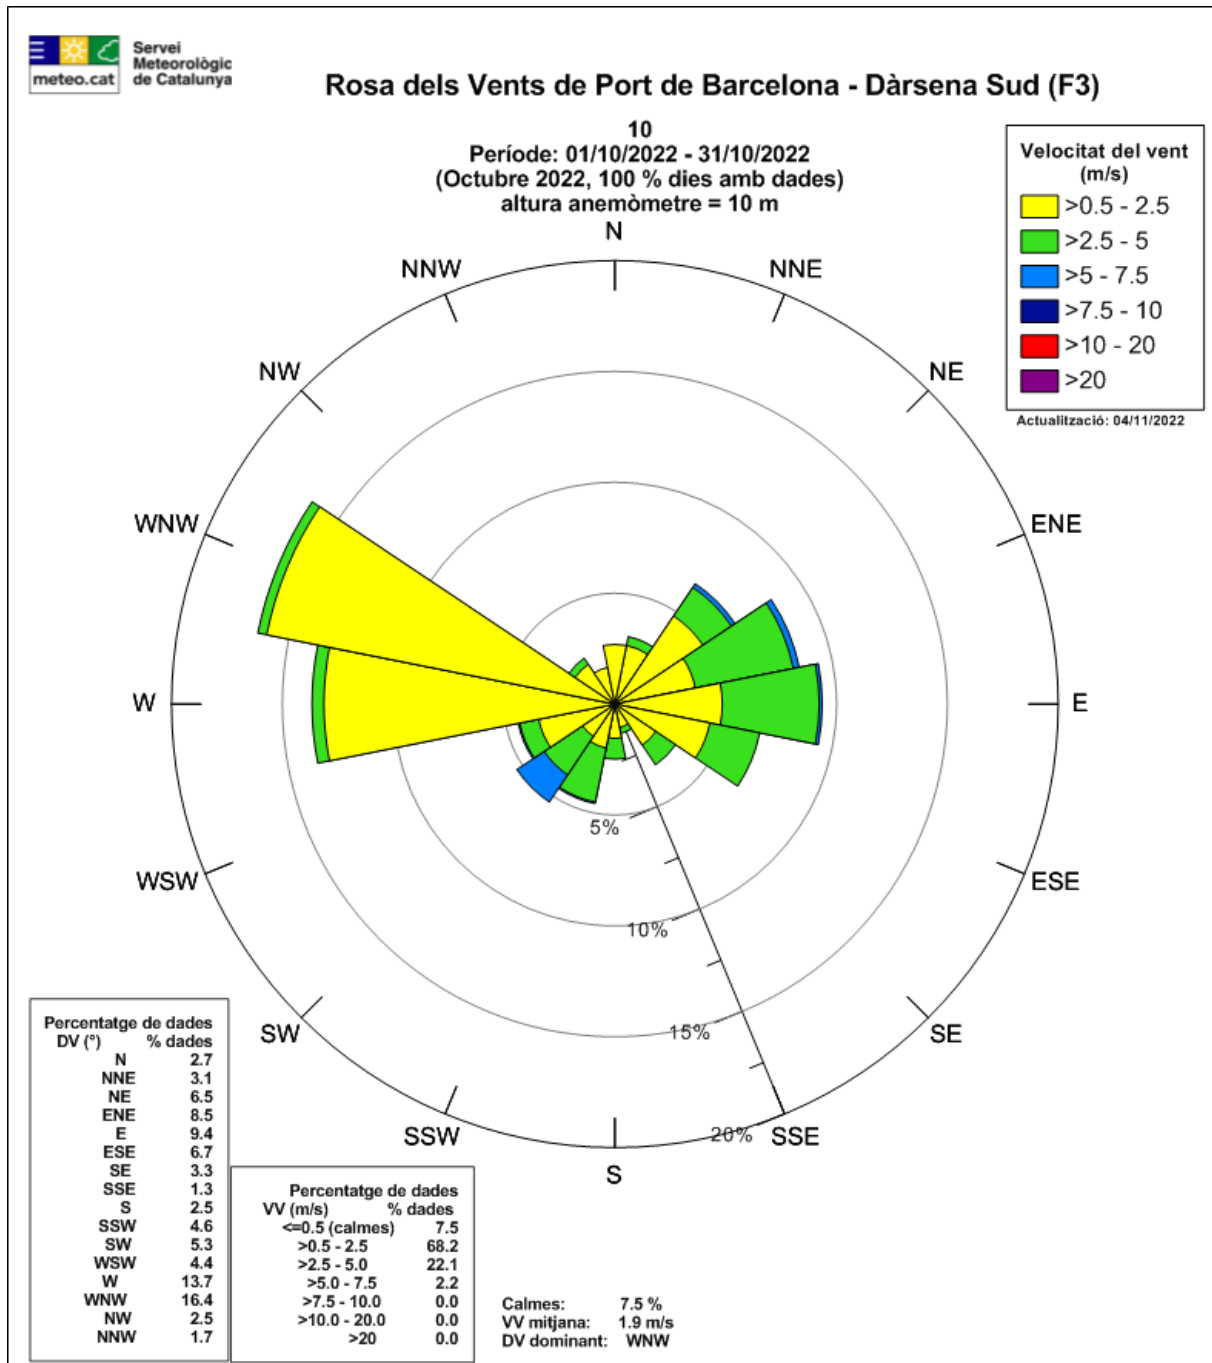 Servei
Meteorològic
de Catalunya
meteo.cat
Rosa dels Vents de Port de Barcelona - Dàrsena Sud (F3)
10
Període: 01/10/2022 - 31/10/2022
(Octubre 2022, 100 % dies amb dades)
altura anemòmetre = 10 m
Velocitat del vent
(m/s)
>0.5 - 2.5
>2.5 - 5
>5 - 7.5
>7.5 - 10
>10 - 20
>20
Actualització: 04/11/2022
N
NNW
NNE
NW
NE
WNW
ENE
W
E
5%
WSW
ESE
10%
SW
15%
SE
SSW
20%
SSE
S
Percentatge de dades
DV (°) % dades
N 2.7
NNE 3.1
NE 6.5
ENE 8.5
E 9.4
ESE 6.7
SE 3.3
SSE 1.3
S 2.5
SSW 4.6
SW 5.3
WSW 4.4
W 13.7
WNW 16.4
NW 2.5
NNW 1.7
Percentatge de dades
VV (m/s) % dades
<=0.5 (calmes) 7.5
>0.5 - 2.5 68.2
>2.5 - 5.0 22.1
>5.0 - 7.5 2.2
>7.5 - 10.0 0.0
>10.0 - 20.0 0.0
>20 0.0
Calmes: 7.5 %
VV mitjana: 1.9 m/s
DV dominant: WNW